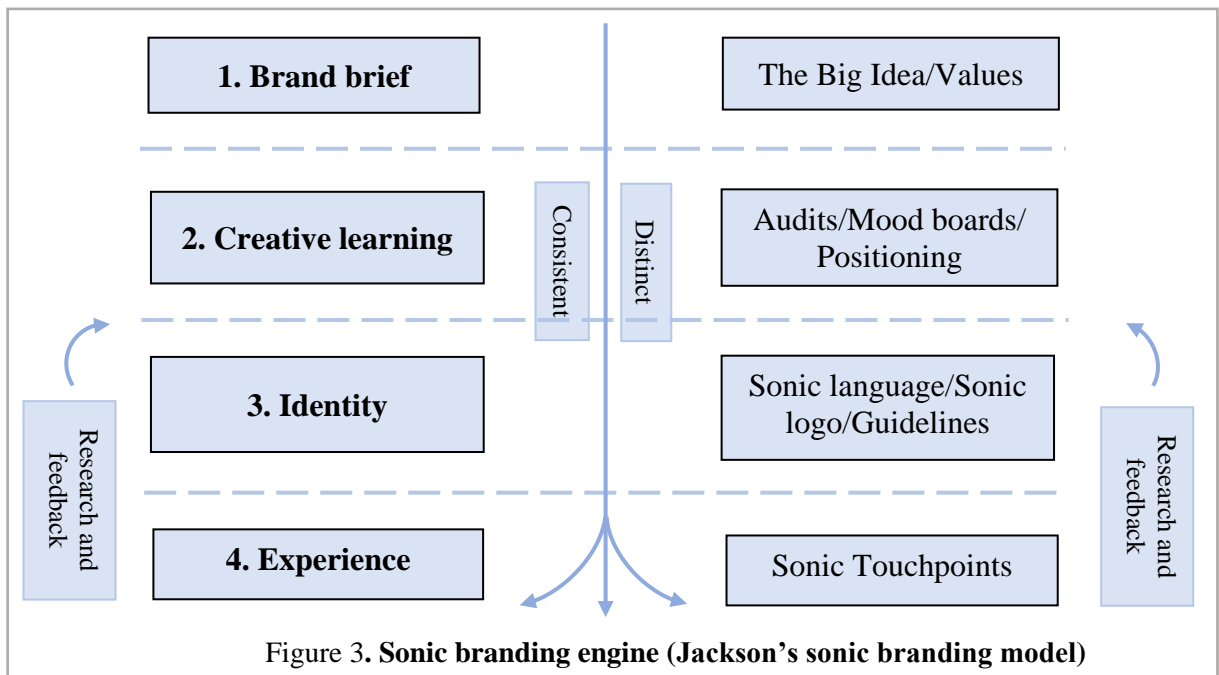 1. Brand brief
The Big Idea/Values
2. Creative learning
Consistent
Distinct
Audits/Mood boards/
Positioning
3. Identity
Sonic language/Sonic
logo/Guidelines
Research and
feedback
Research and
feedback
4. Experience
Sonic Touchpoints
Figure 3. Sonic branding engine (Jackson’s sonic branding model)